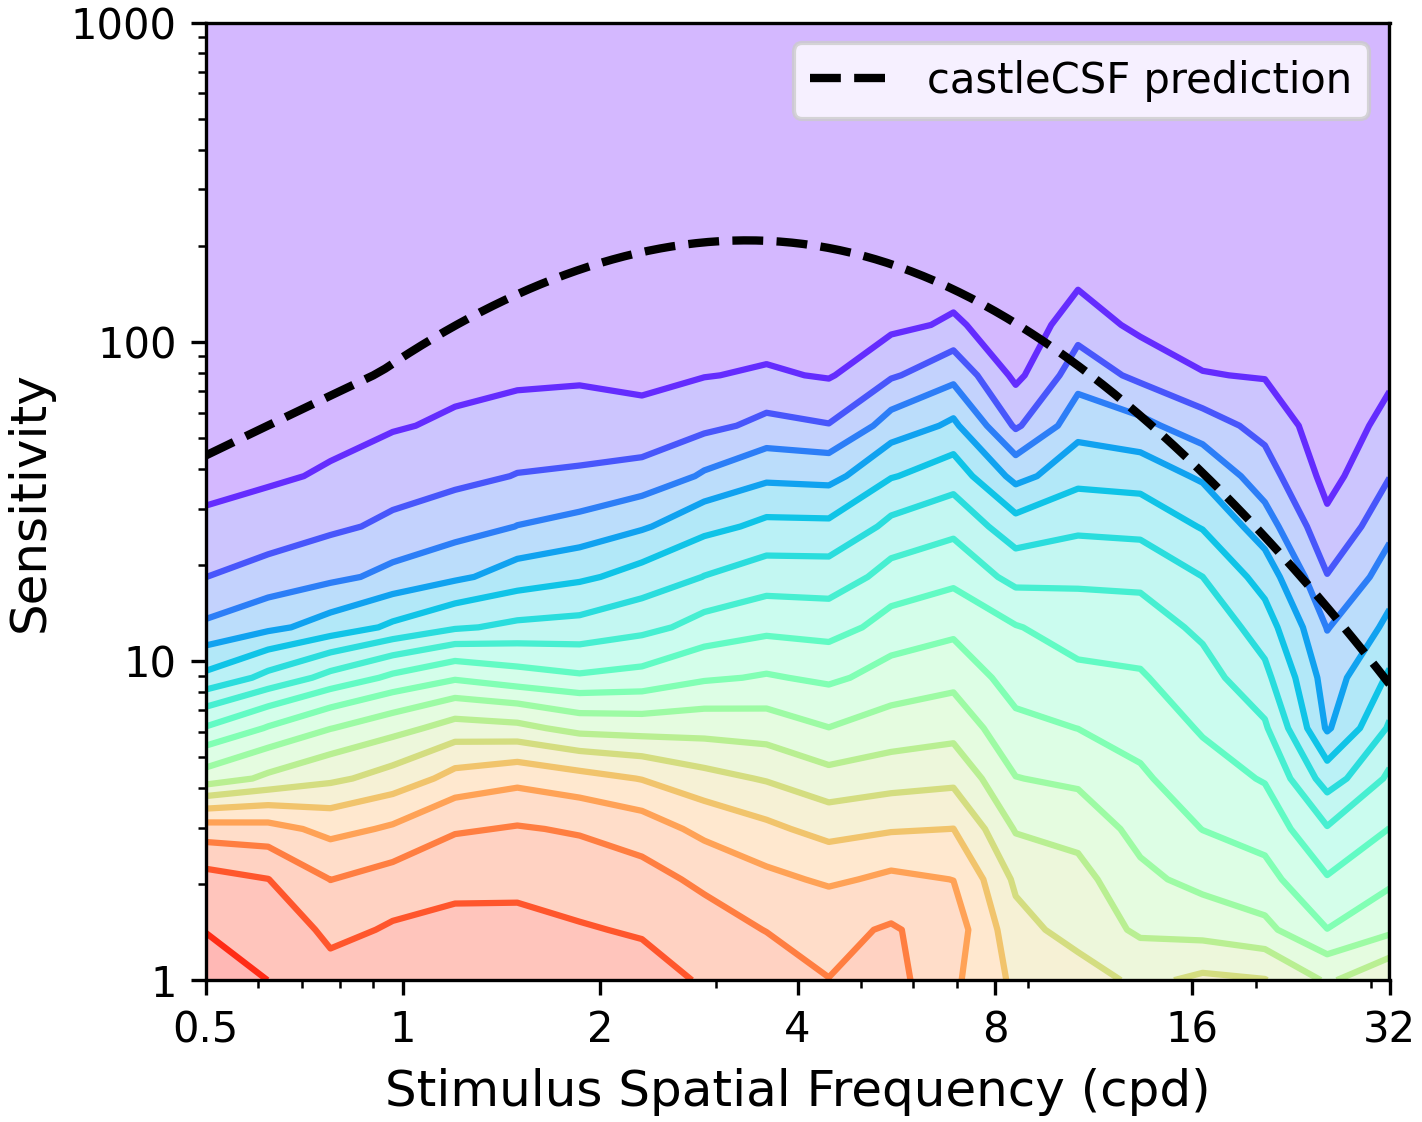 1000
100
10
1
Sensitivity
castleCSF prediction
0.5 1 2 4 8 16 32
Stimulus Spatial Frequency (cpd)